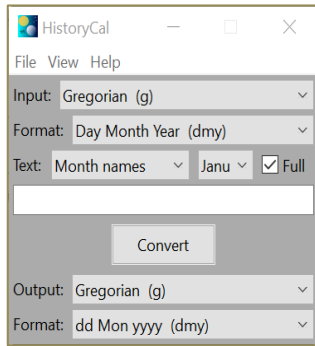 HistoryCal
File View Help
Input: Gregorian (g)
Format: Day Month Year (dmy)
Text: Month names Janu Full
Convert
Output: Gregorian (g)
Format: dd Mon yyyy (dmy)